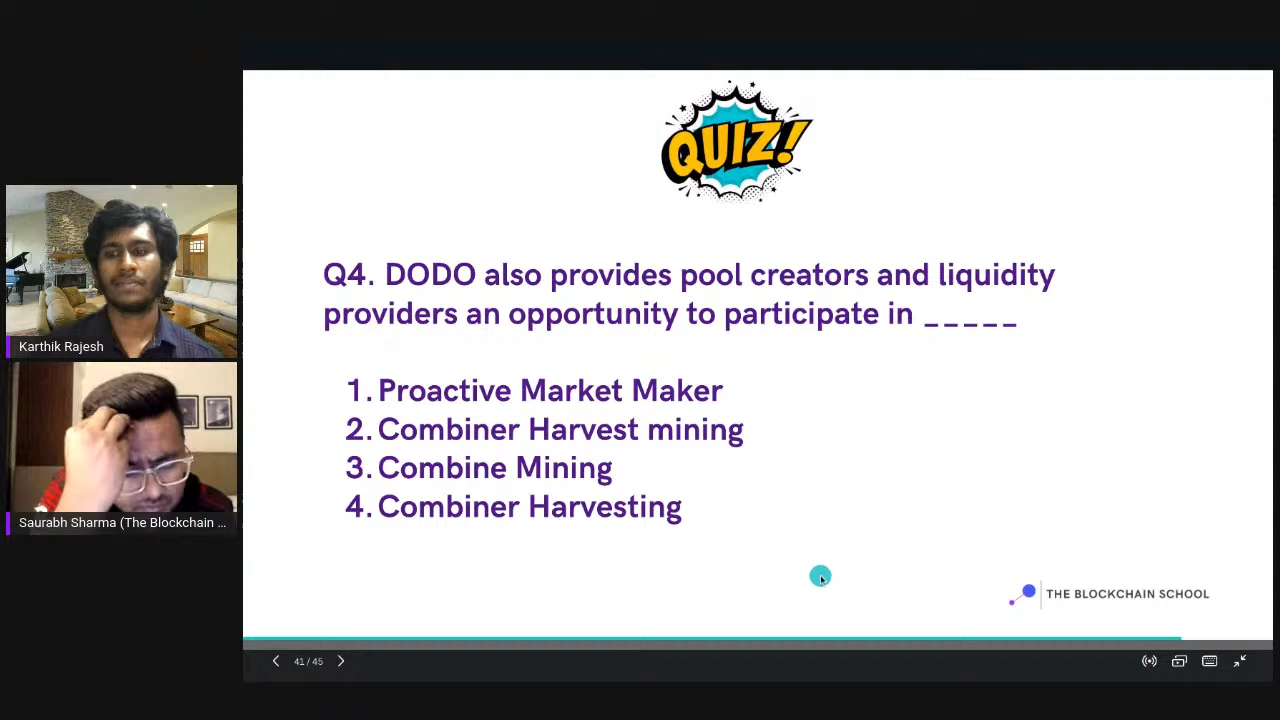 QUIZ!
Q4. DODO also provides pool creators and liquidity
providers an opportunity to participate in _____
1. Proactive Market Maker
2. Combiner Harvest mining
3. Combine Mining
4. Combiner Harvesting
Karthik Rajesh
Saurabh Sharma (The Blockchain ...
THE BLOCKCHAIN SCHOOL
41 / 45